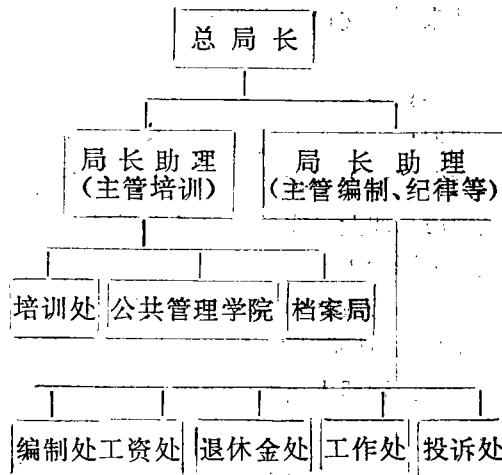 总局长
局长助理
(主管培训)
局长助理
(主管编制、纪律等)
培训处 公共管理学院 档案局
编制处 工资处 退休金处 工作处 投诉处